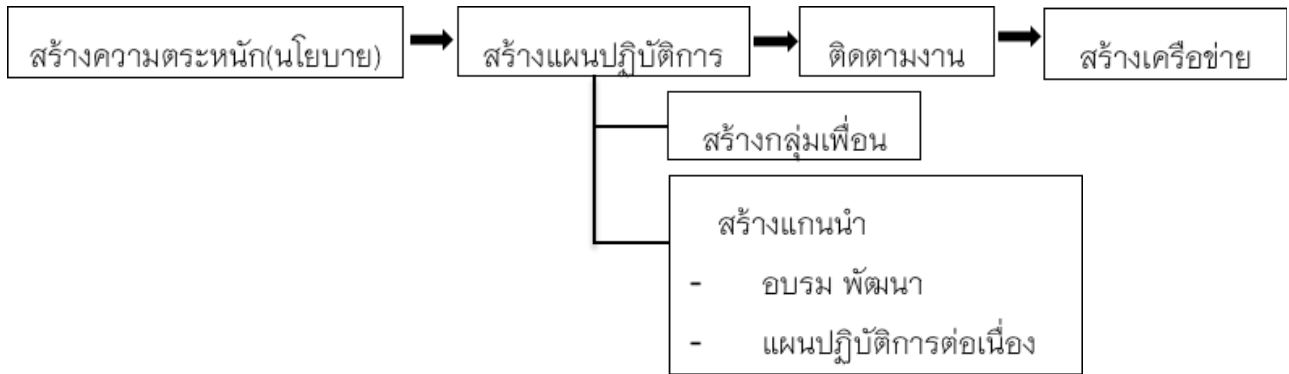 สร้างความตระหนัก(นโยบาย)
สร้างแผนปฏิบัติการ
ติดตามงาน
สร้างเครือข่าย
สร้างกลุ่มเพื่อน
สร้างแกนนำ
- อบรม พัฒนา
- แผนปฏิบัติการต่อเนื่อง